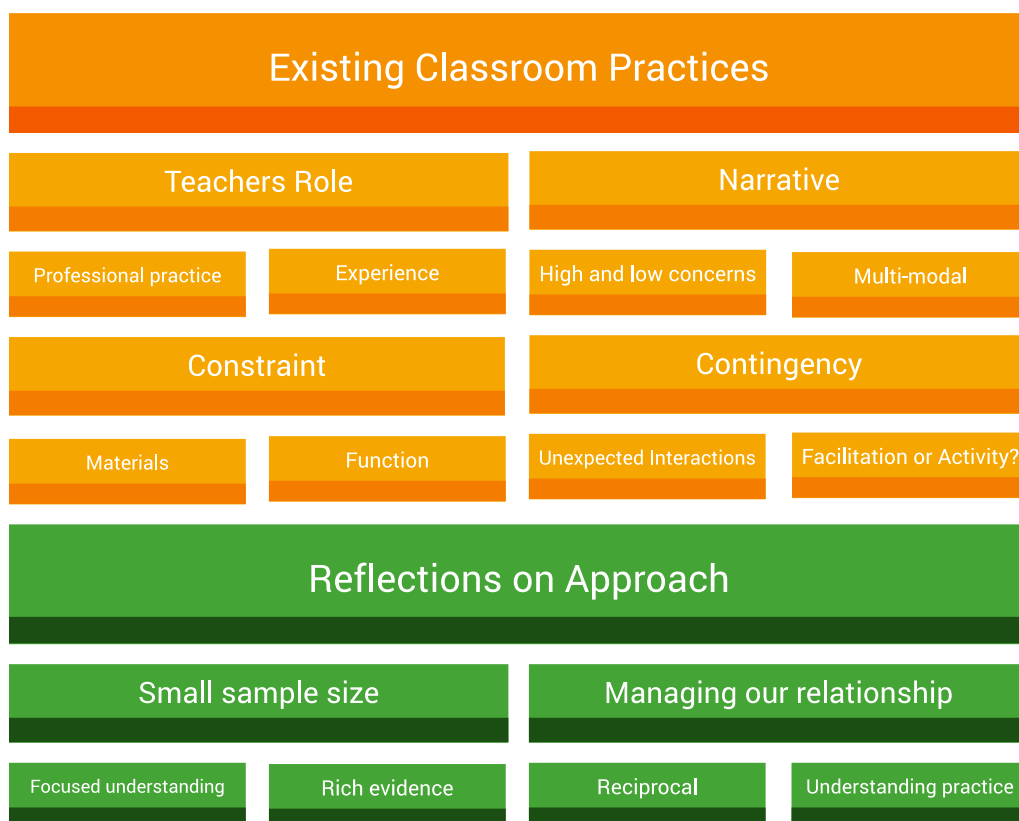 Existing Classroom Practices
Teachers Role
Narrative
Professional practice
Experience
High and low concerns
Multi-modal
Constraint
Contingency
Materials
Function
Unexpected Interactions
Facilitation or Activity?
Reflections on Approach
Small sample size
Managing our relationship
Focused understanding
Rich evidence
Reciprocal
Understanding practice